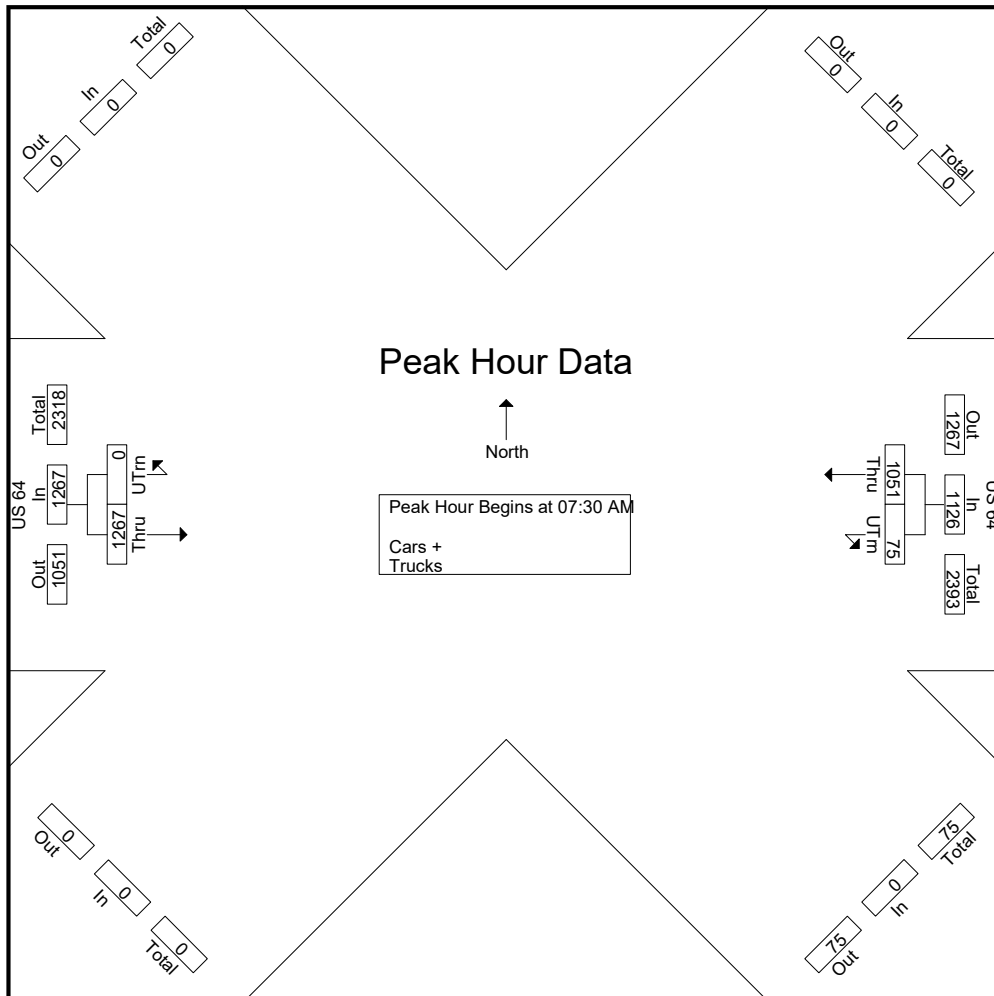 Total
0
In
0
Out
0
Out
0
In
0
Total
0
Peak Hour Data
North
Peak Hour Begins at 07:30 AM
Cars +
Trucks
US 64
Total
2318
In
1267
Out
1051
0
UTrn
1267
Thru
1051
Thru
75
UTrn
Out
1267
In
1126
Total
2393
US 64
0
Out
0
In
0
Total
75
Total
0
In
75
Out